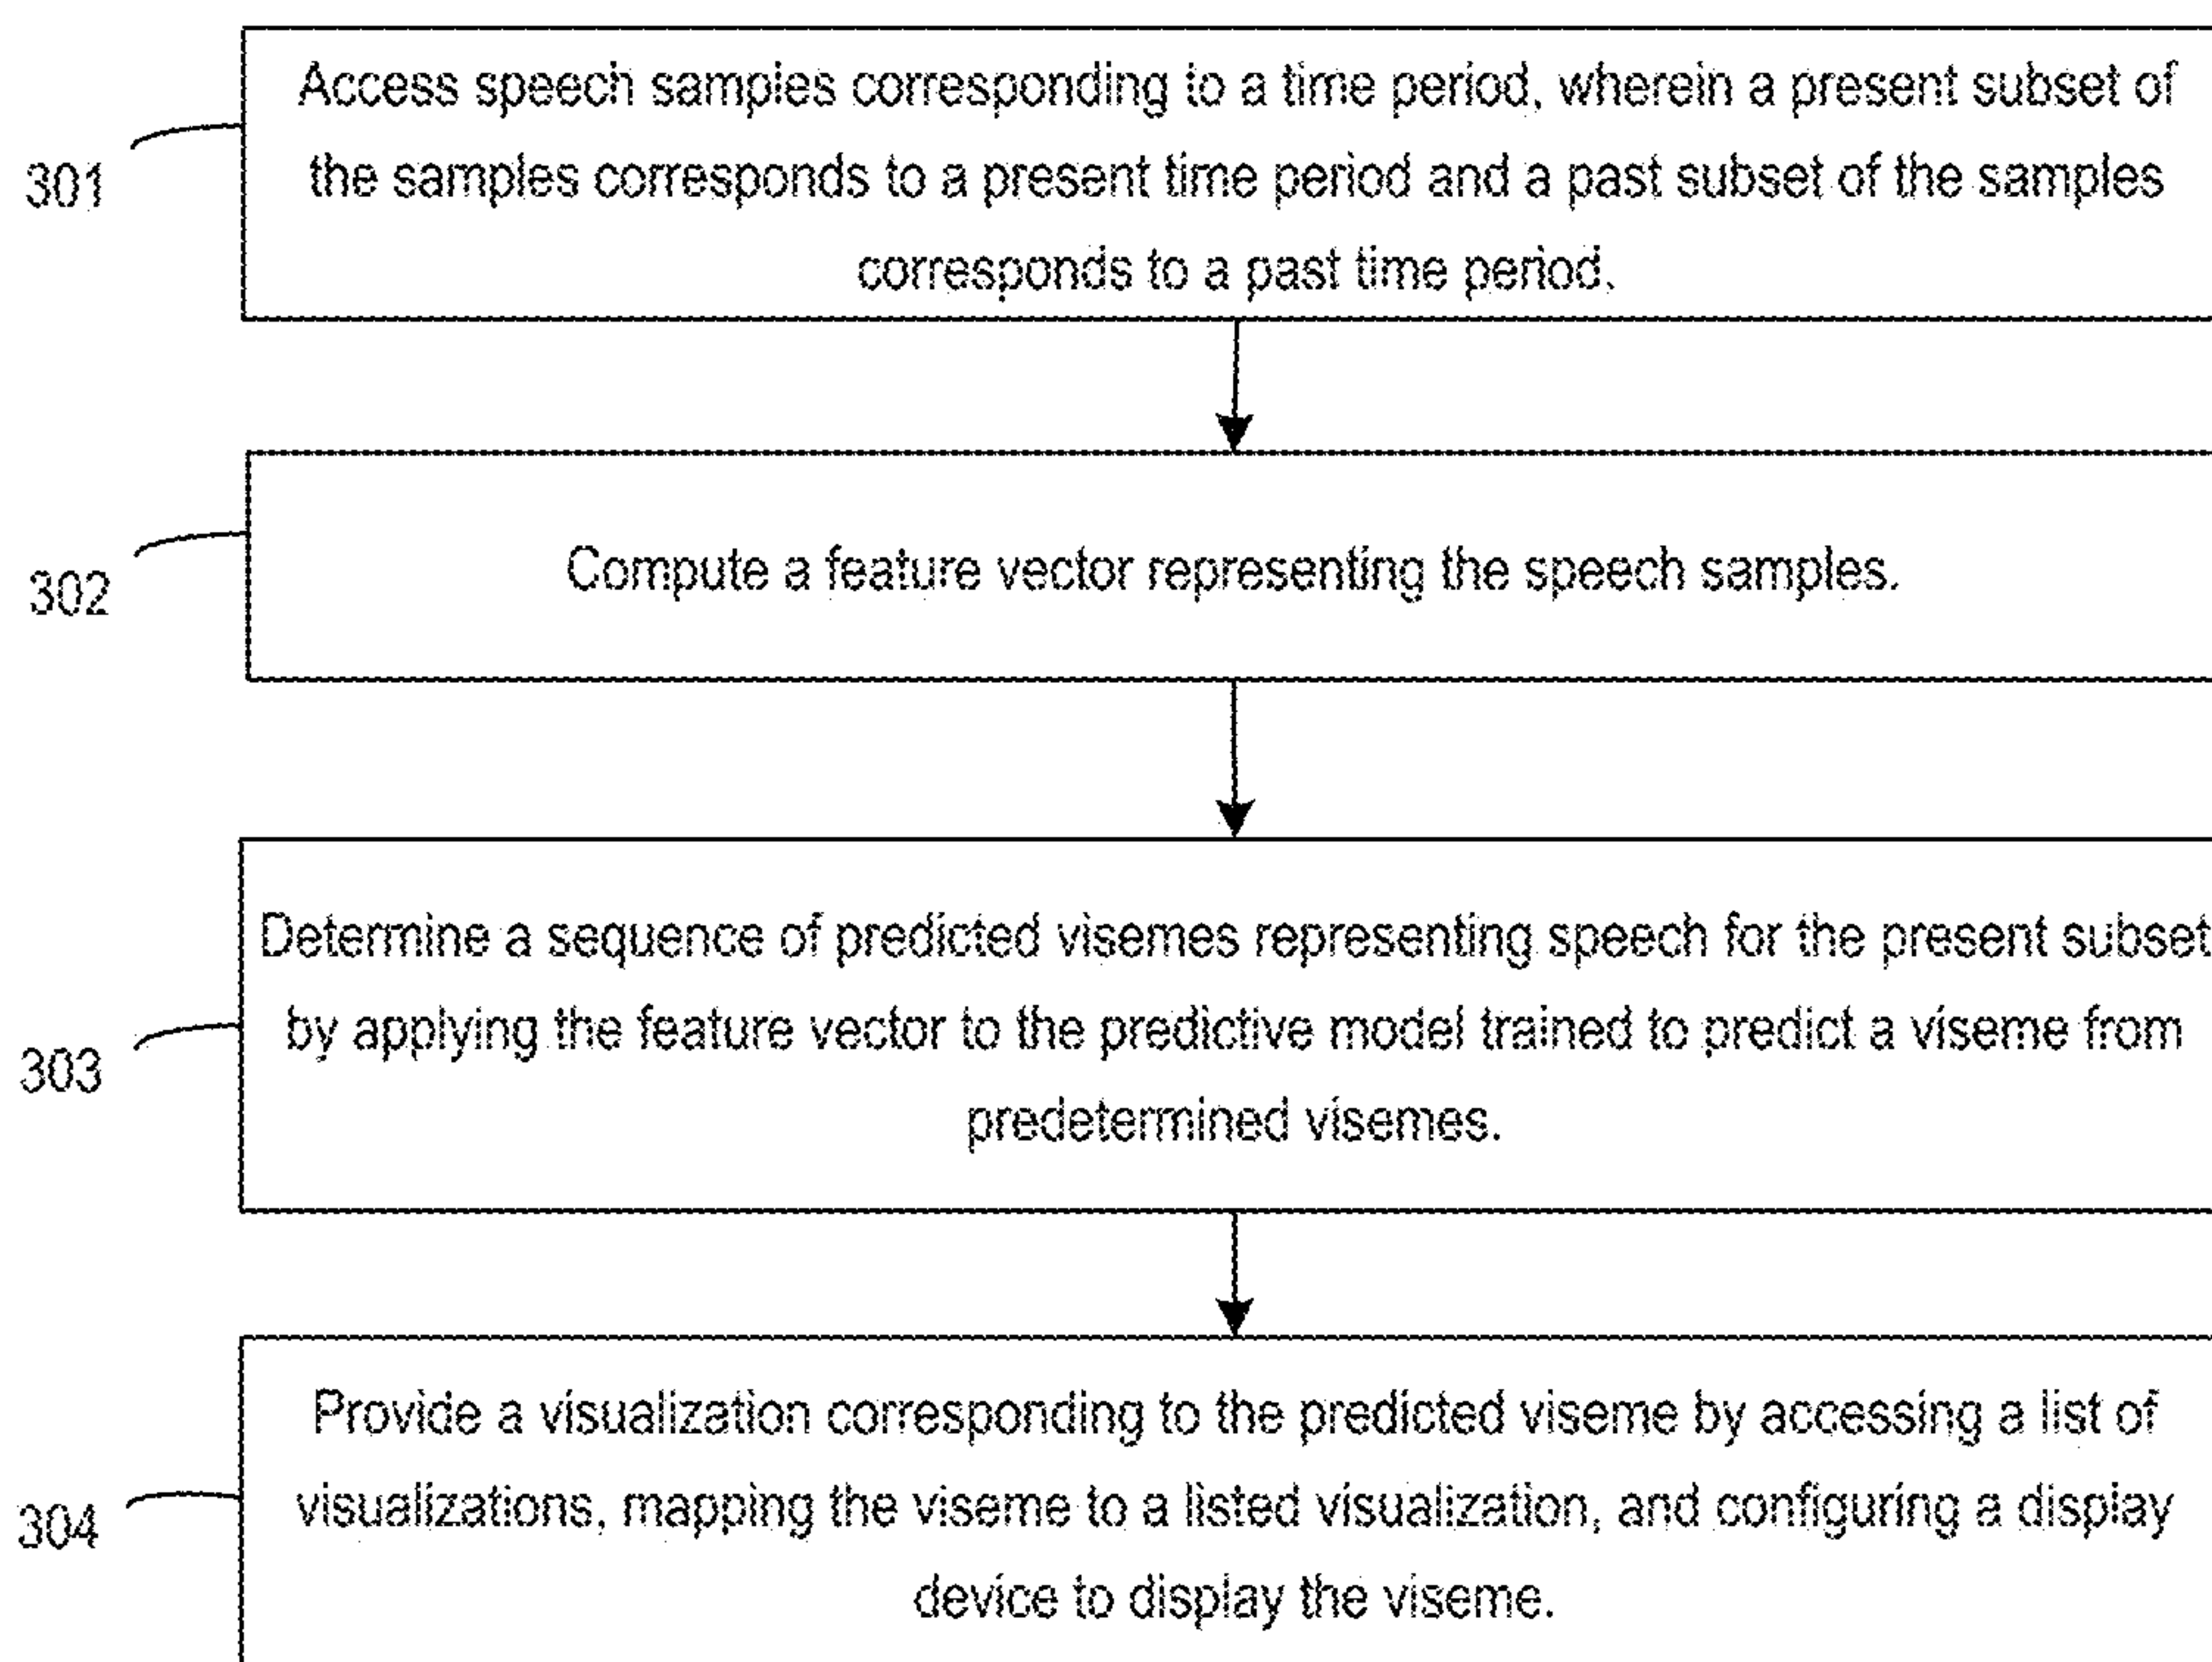 Access speech samples corresponding to a time period, wherein a present subset of
the samples corresponds to a present time period and a past subset of the samples
corresponds to a past time period.
301
Compute a feature vector representing the speech samples.
302
Determine a sequence of predicted visemes representing speech for the present subset
by applying the feature vector to the predictive model trained to predict a viseme from
predetermined visemes.
303
Provide a visualization corresponding to the predicted viseme by accessing a list of
visualizations, mapping the viseme to a listed visualization, and configuring a display
device to display the viseme.
304